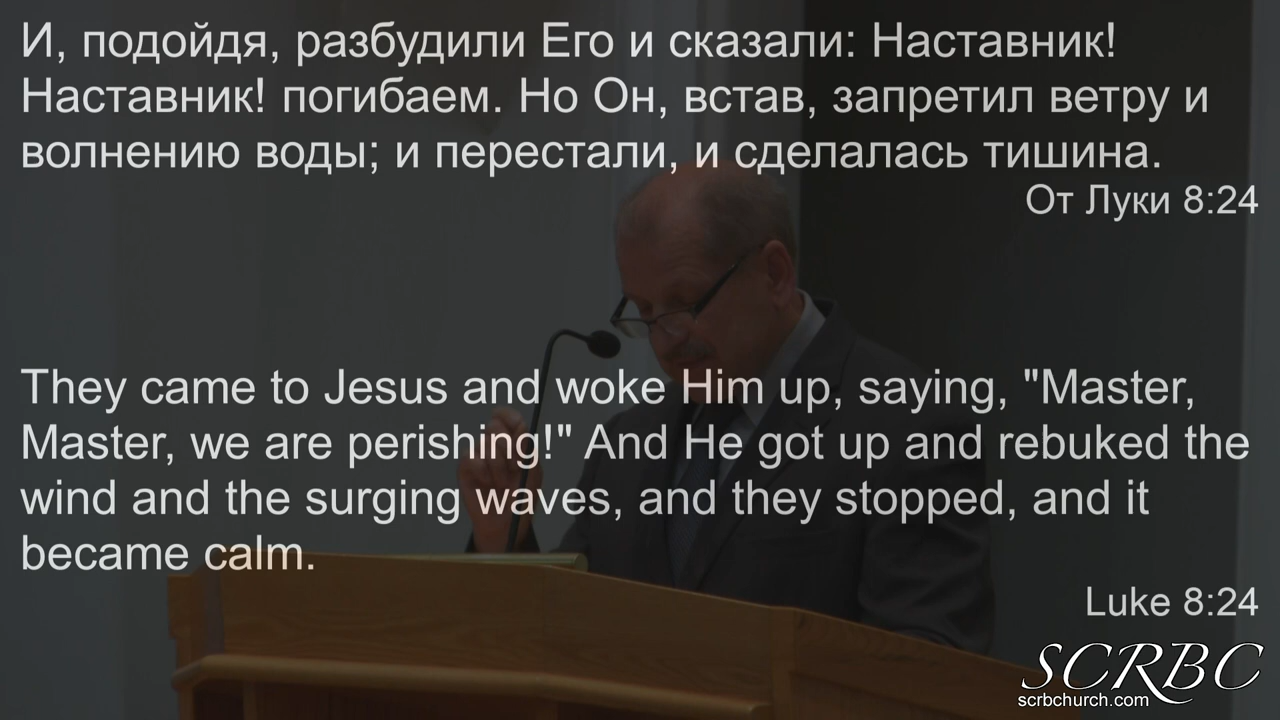 И, подойдя, разбудили Его и сказали: Наставник!
Наставник! погибаем. Но Он, встав, запретил ветру и
волнению воды; и перестали, и сделалась тишина.
От Луки 8:24
They came to Jesus and woke Him up, saying, "Master,
Master, we are perishing!" And He got up and rebuked the
wind and the surging waves, and they stopped, and it
became calm.
Luke 8:24
SCRBC
scrbchurch.com